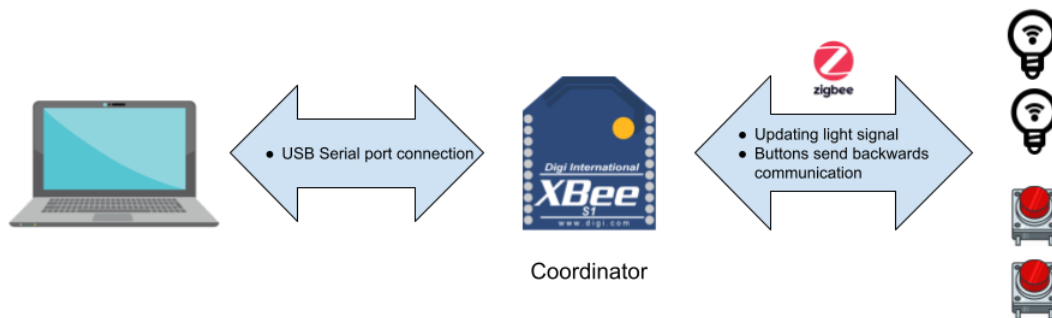 zigbee
● USB Serial port connection
● Updating light signal
● Buttons send backwards
communication
Digi International
XBee
S1
www.digi.com
Coordinator